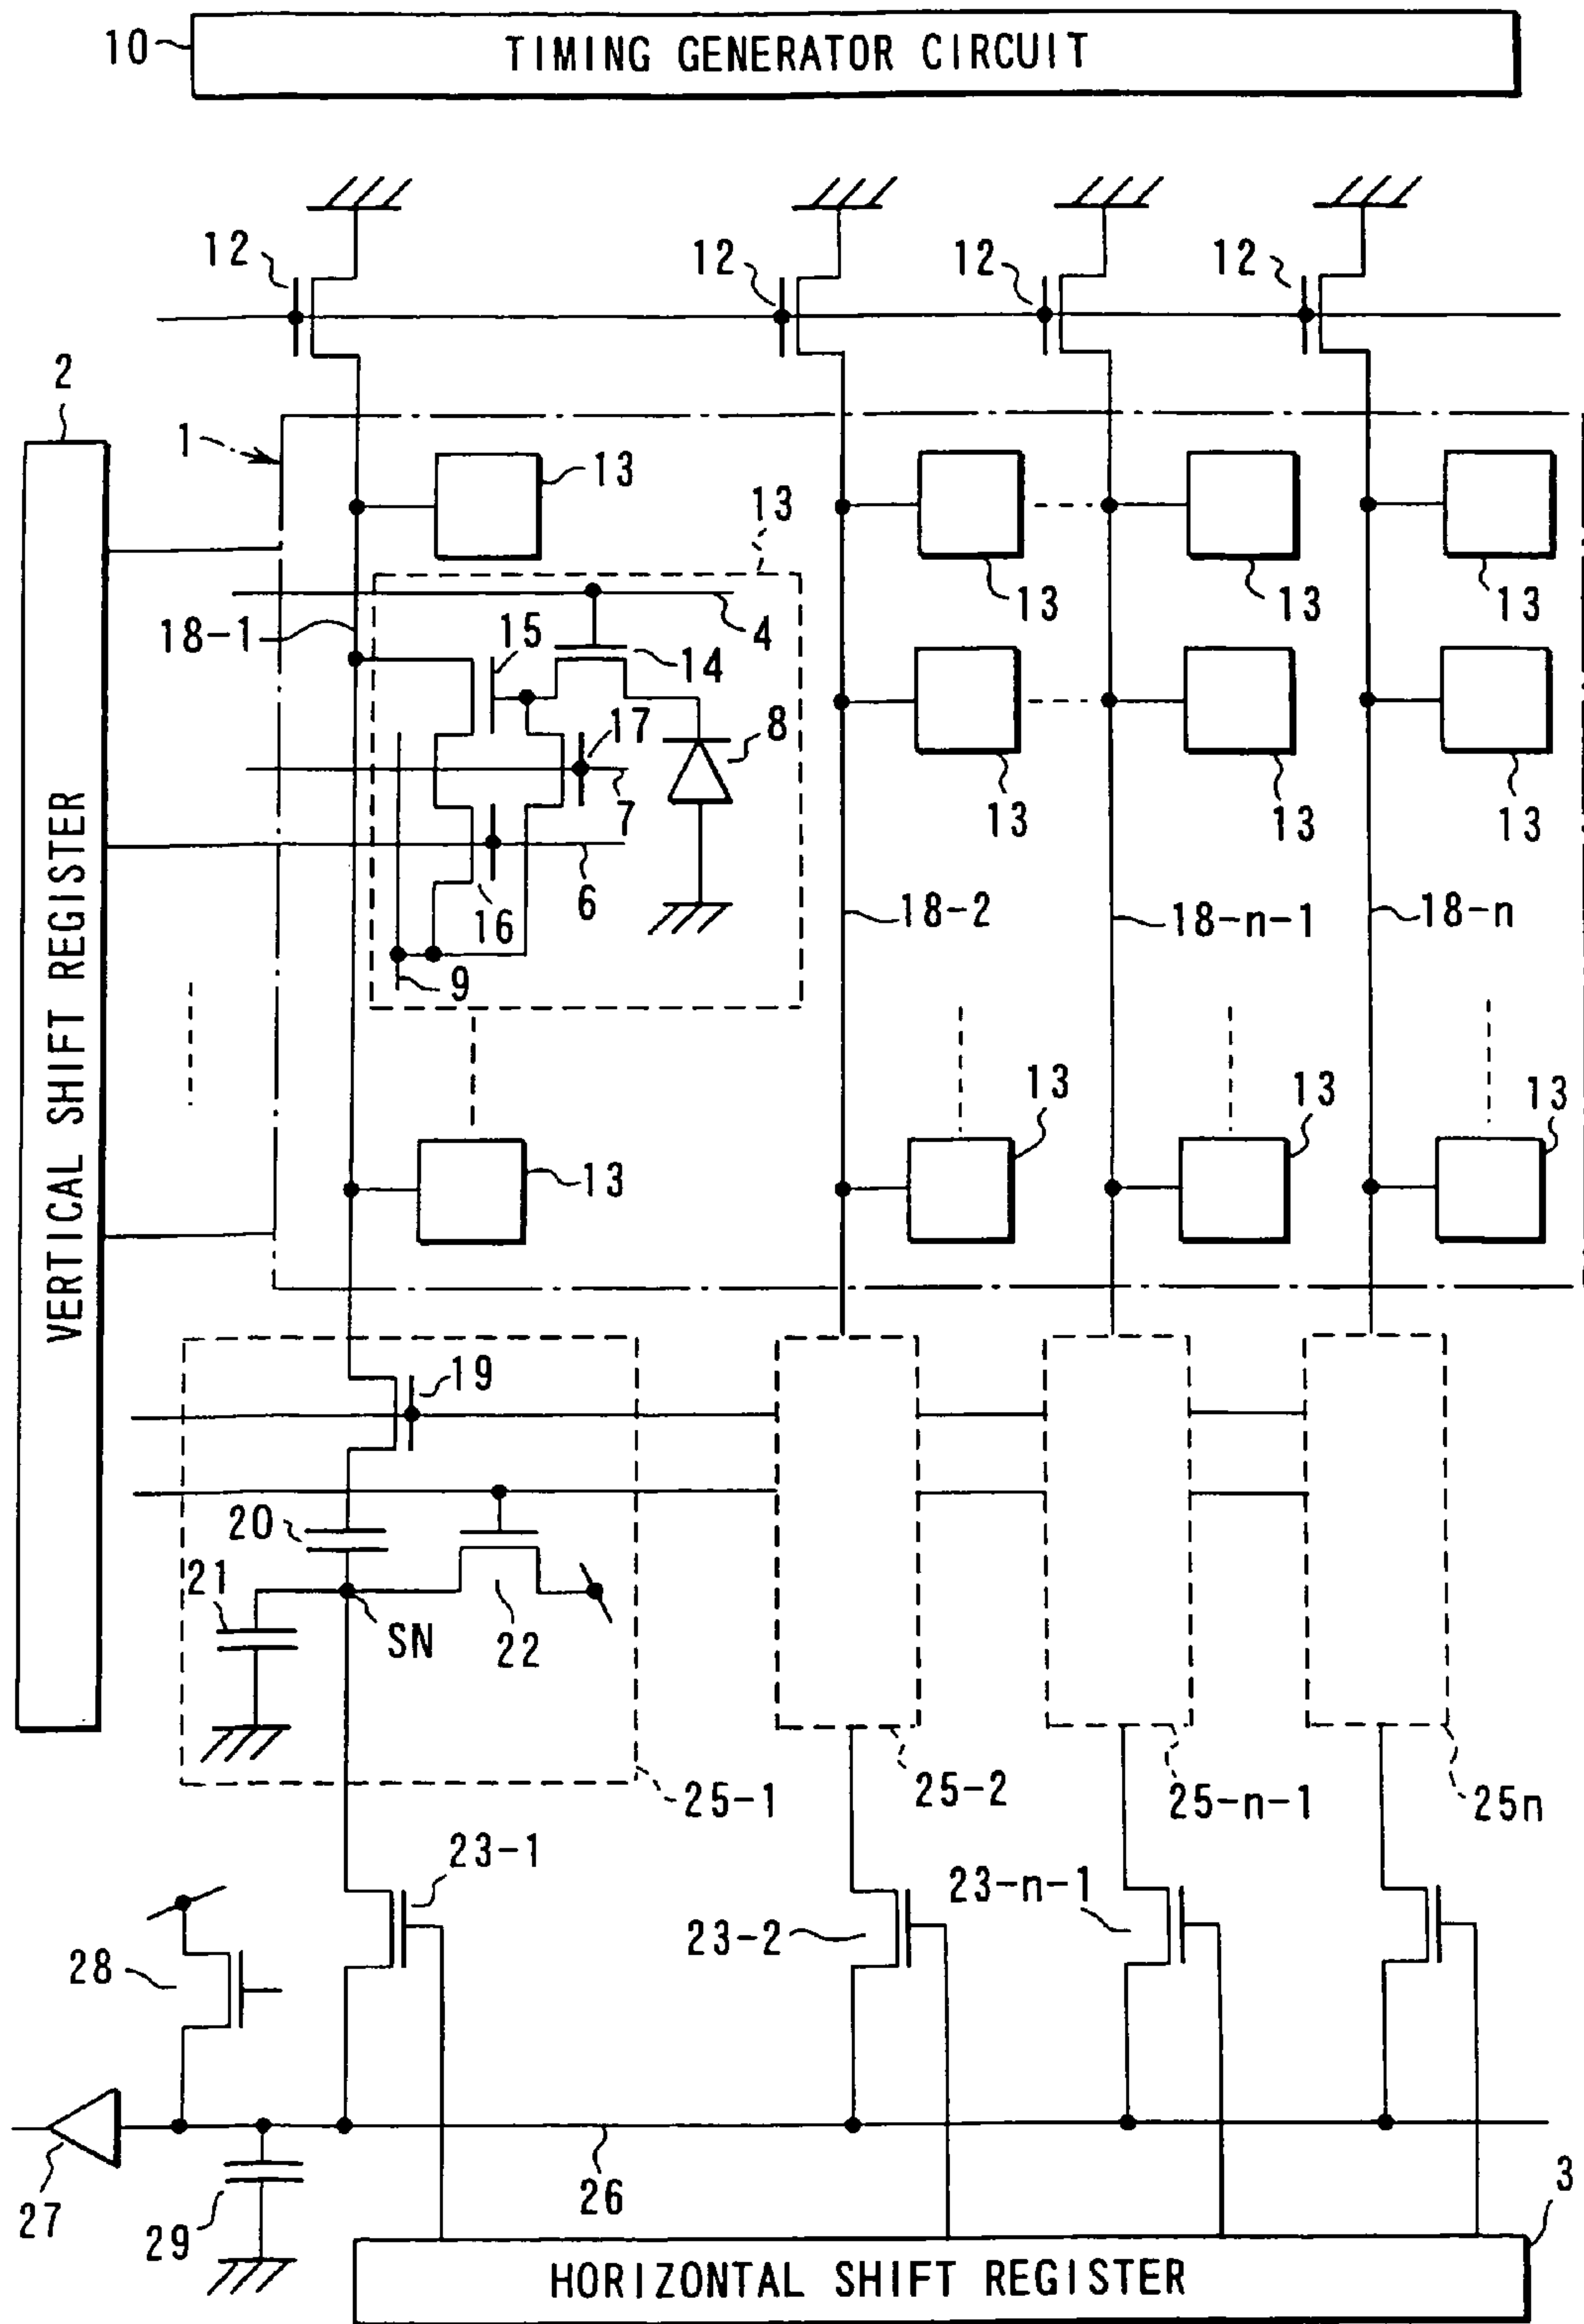 10 TIMING GENERATOR CIRCUIT
12 12 12 12
2
1
13
13
13 13 13
18-1
4
15
14
17
8
7
13 13 13
6
16
9
18-2 18-n-1 18-n
VERTICAL SHIFT REGISTER
13 13 13
13
19
20
21
SN
22
25-1
25-2
25-n-1
25n
23-1
23-2
23-n-1
28
27
29
26
3
HORIZONTAL SHIFT REGISTER